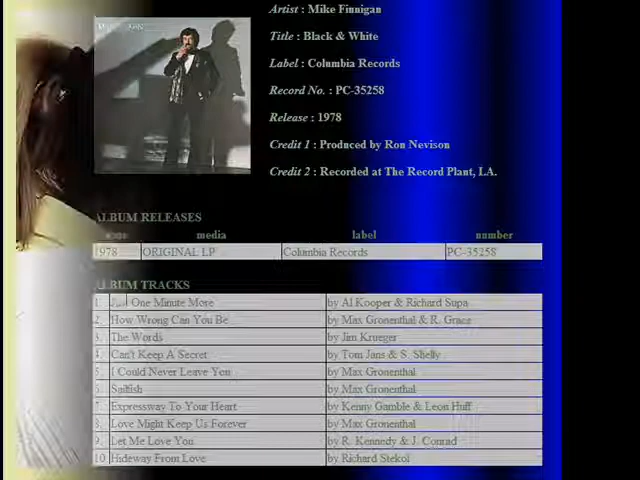 Artist : Mike Finnigan
Title : Black & White
Label : Columbia Records
Record No. : PC-35258
Release : 1978
Credit 1 : Produced by Ron Nevison
Credit 2 : Recorded at The Record Plant, LA.
ALBUM RELEASES
media label number
1978 ORIGINAL LP Columbia Records PC-35258
ALBUM TRACKS
1. Just One Minute More by Al Kooper & Richard Supa
2. How Wrong Can You Be by Max Gronenthal & R. Grace
3. The Words by Jim Krueger
4. Can't Keep A Secret by Tom Jans & S. Shelly
5. I Could Never Leave You by Max Gronenthal
6. Sailfish by Max Gronenthal
7. Expressway To Your Heart by Kenny Gamble & Leon Huff
8. Love Might Keep Us Forever by Max Gronenthal
9. Let Me Love You by R. Kennedy & J. Conrad
10. Hideway From Love by Richard Stekol